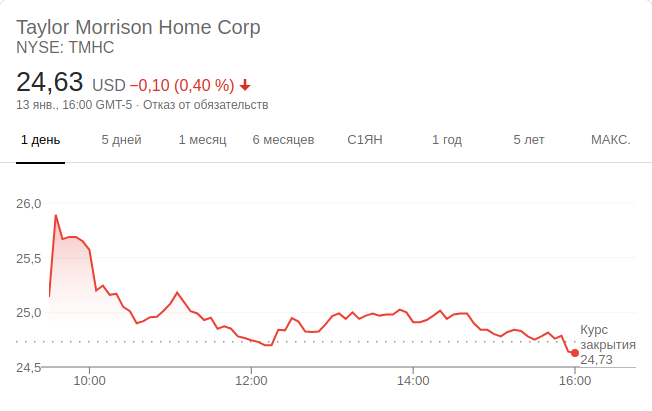 Taylor Morrison Home Corp
NYSE: TMHC
24,63 USD −0,10 (0,40 %)
13 янв., 16:00 GMT-5 · Отказ от обязательств
1 день 5 дней 1 месяц 6 месяцев С1ЯН 1 год 5 лет МАКС.
26,0
25,5
25,0
24,5
Курс
закрытия
24,73
10:00 12:00 14:00 16:00